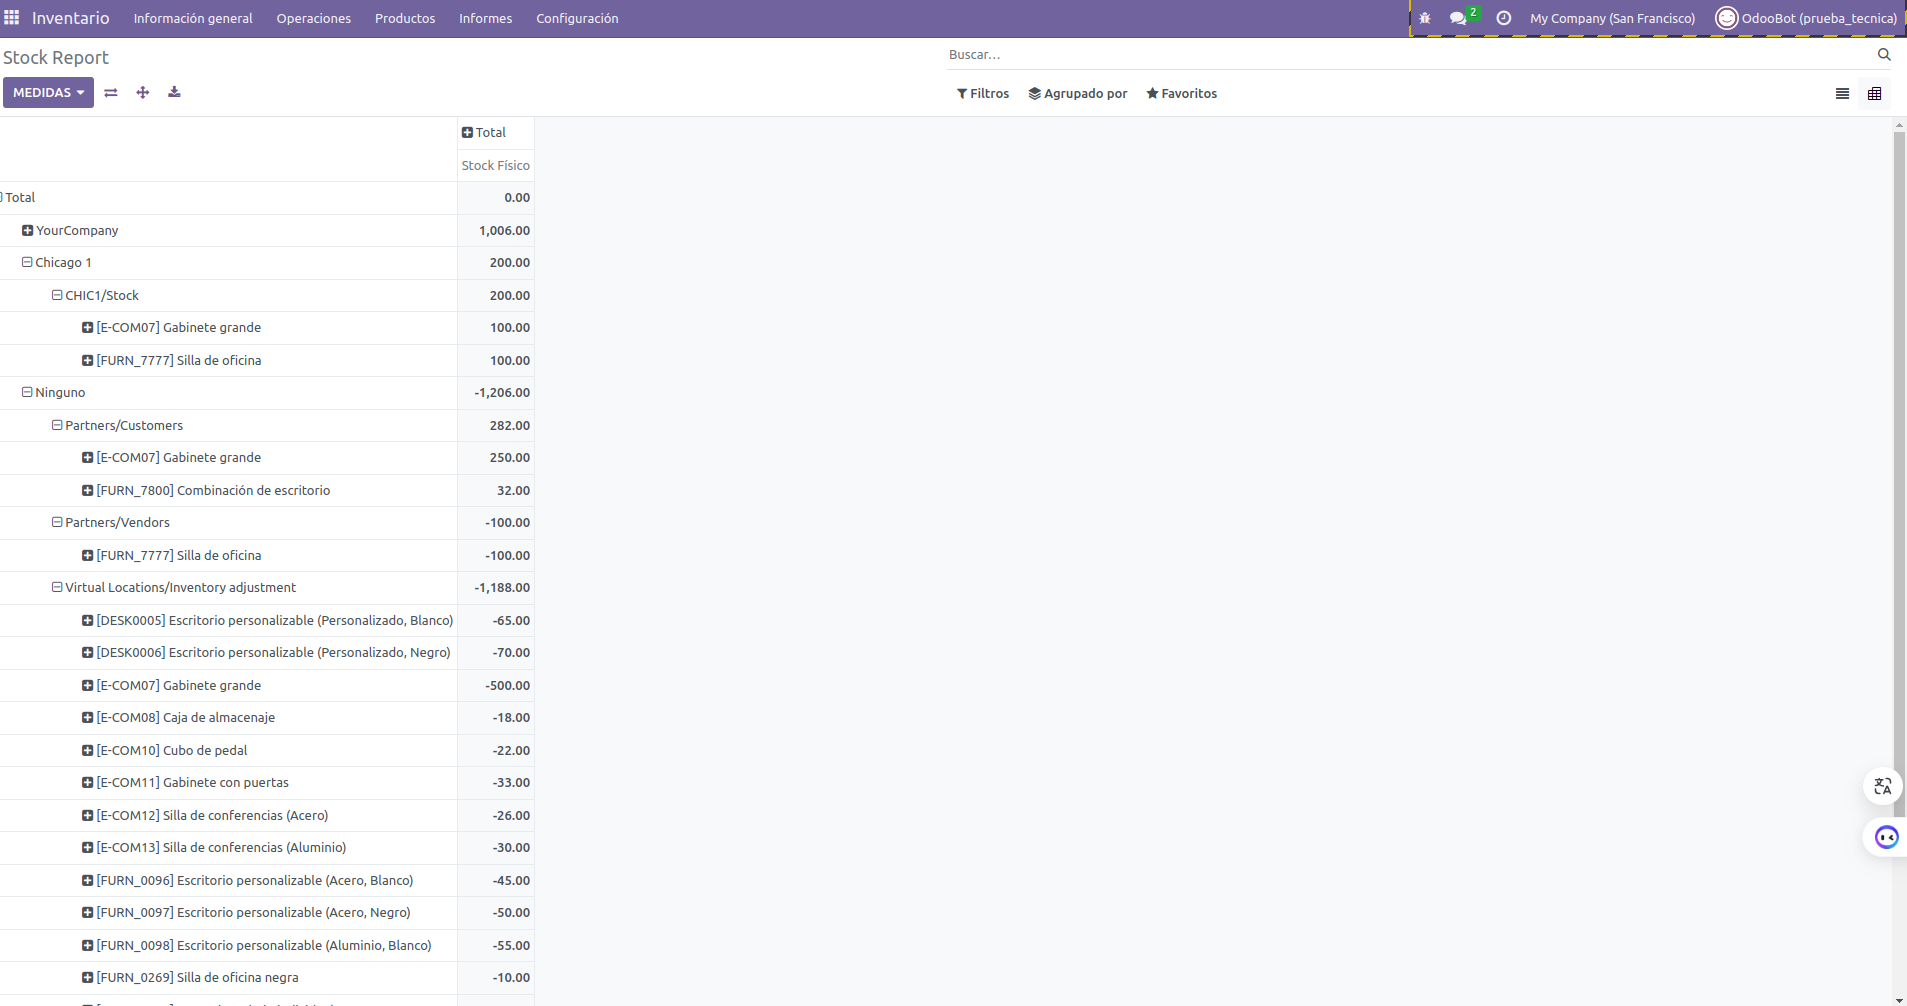 Inventario Información general Operaciones Productos Informes Configuración 2 My Company (San Francisco) OdooBot (prueba_tecnica)
Stock Report Buscar...
MEDIDAS Filtros Agrupado por Favoritos
Total
Stock Físico
Total 0.00
YourCompany 1,006.00
Chicago 1 200.00
CHIC1/Stock 200.00
[E-COM07] Gabinete grande 100.00
[FURN_7777] Silla de oficina 100.00
Ninguno -1,206.00
Partners/Customers 282.00
[E-COM07] Gabinete grande 250.00
[FURN_7800] Combinación de escritorio 32.00
Partners/Vendors -100.00
[FURN_7777] Silla de oficina -100.00
Virtual Locations/Inventory adjustment -1,188.00
[DESK0005] Escritorio personalizable (Personalizado, Blanco) -65.00
[DESK0006] Escritorio personalizable (Personalizado, Negro) -70.00
[E-COM07] Gabinete grande -500.00
[E-COM08] Caja de almacenaje -18.00
[E-COM10] Cubo de pedal -22.00
[E-COM11] Gabinete con puertas -33.00
[E-COM12] Silla de conferencias (Acero) -26.00
[E-COM13] Silla de conferencias (Aluminio) -30.00
[FURN_0096] Escritorio personalizable (Acero, Blanco) -45.00
[FURN_0097] Escritorio personalizable (Acero, Negro) -50.00
[FURN_0098] Escritorio personalizable (Aluminio, Blanco) -55.00
[FURN_0269] Silla de oficina negra -10.00